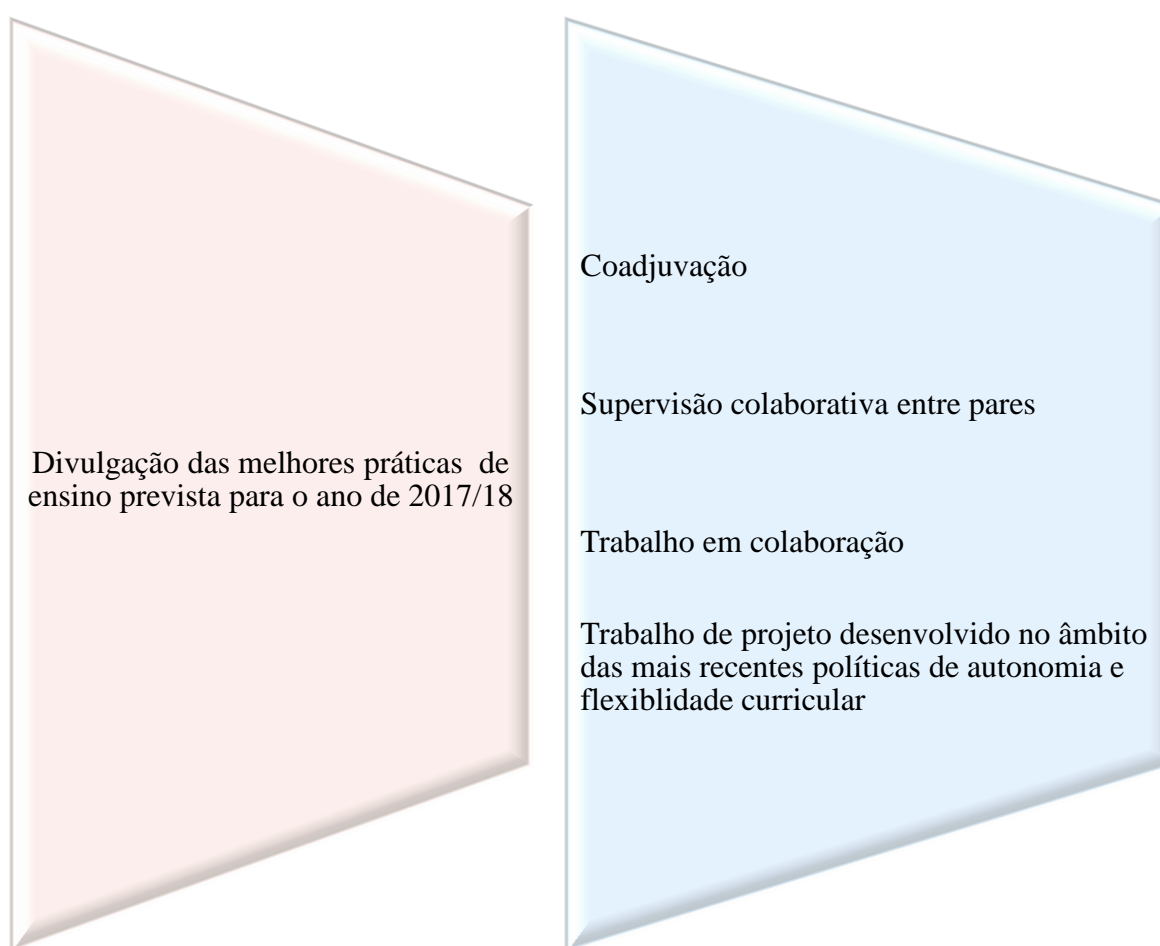 Divulgação das melhores práticas de
ensino prevista para o ano de 2017/18
Coadjuvação
Supervisão colaborativa entre pares
Trabalho em colaboração
Trabalho de projeto desenvolvido no âmbito
das mais recentes políticas de autonomia e
flexiblidade curricular